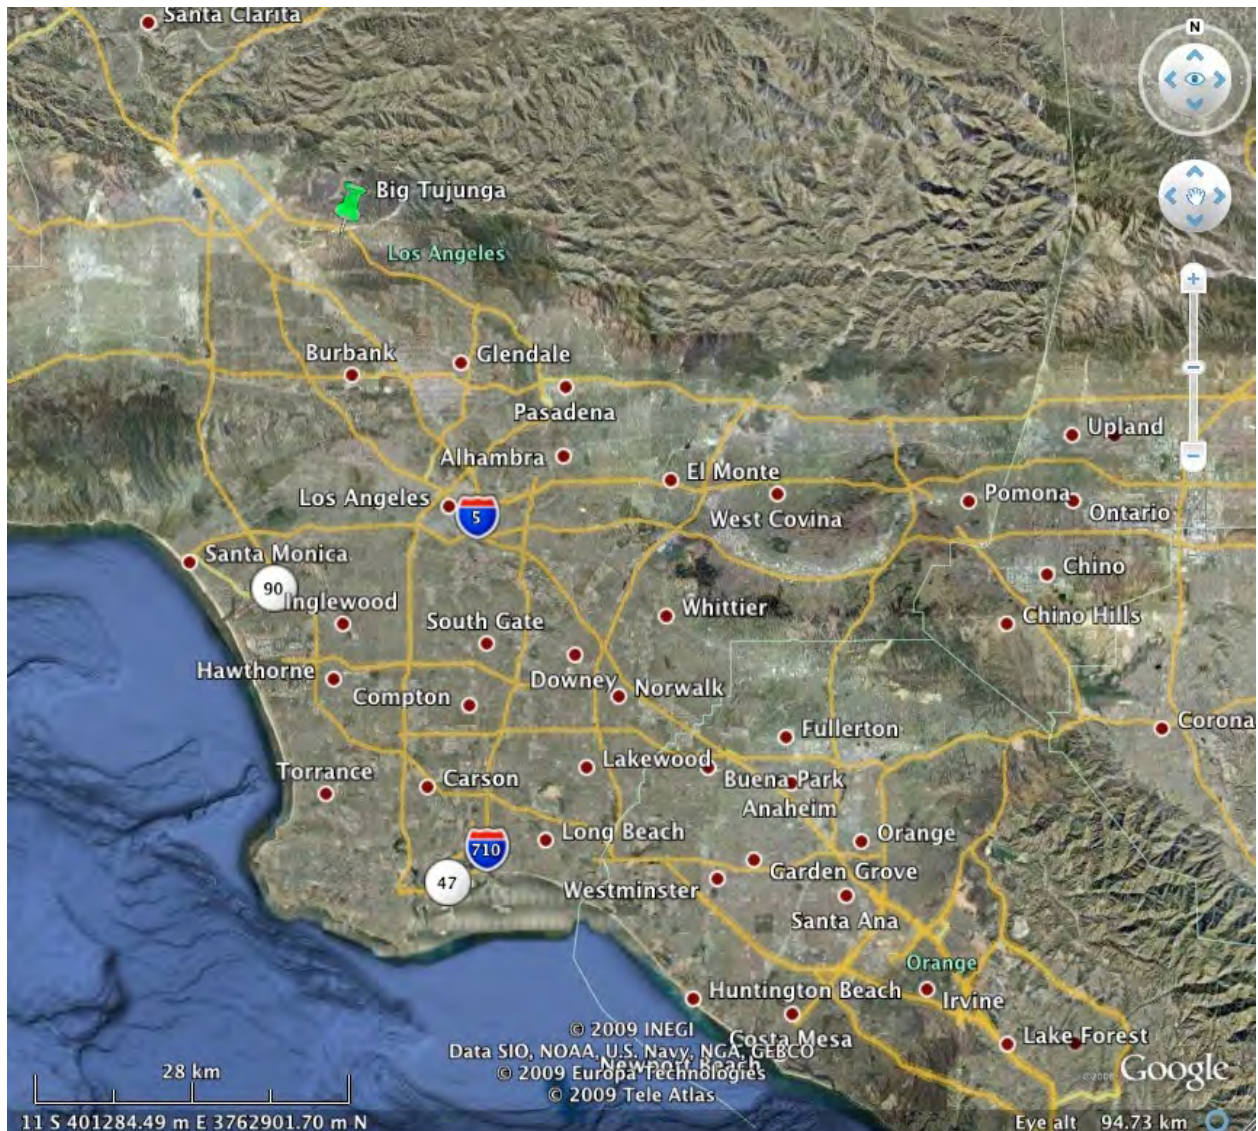 Santa Clarita
N
Big Tujunga
Los Angeles
Burbank
Glendale
Pasadena
Upland
Alhambra
El Monte
Los Angeles
5
West Covina
Pomona
Ontario
Santa Monica
90
Inglewood
Chino
South Gate
Whittier
Chino Hills
Hawthorne
Compton
Downey
Norwalk
Fullerton
Corona
Torrance
Carson
Lakewood
Buena Park
Anaheim
710
Long Beach
Orange
47
Westminster
Garden Grove
Santa Ana
Orange
Huntington Beach
Irvine
Costa Mesa
Lake Forest
Newport Beach
© 2009 INEGI
Data SIO, NOAA, U.S. Navy, NGA, GEBCO
© 2009 Europa Technologies
© 2009 Tele Atlas
28 km
Google
11 S 401284.49 m E 3762901.70 m N
Eye alt 94.73 km